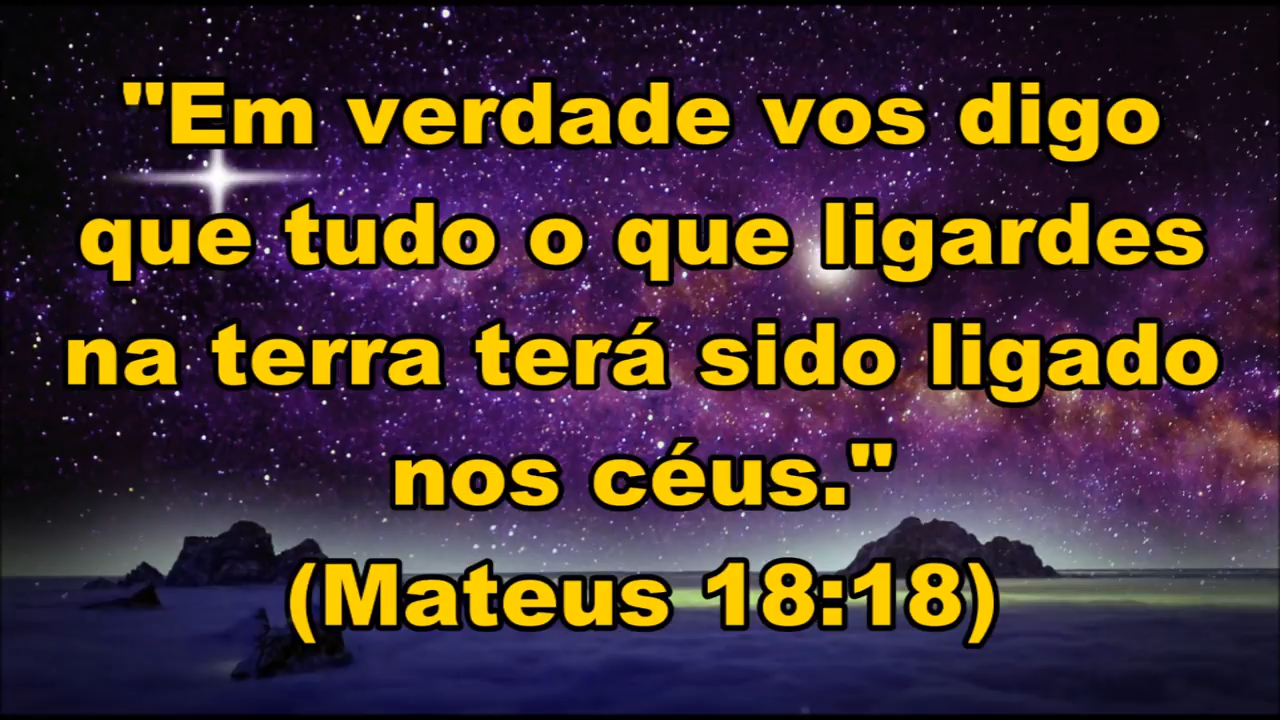 "Em verdade vos digo
que tudo o que ligardes
na terra terá sido ligado
nos céus."
(Mateus 18:18)